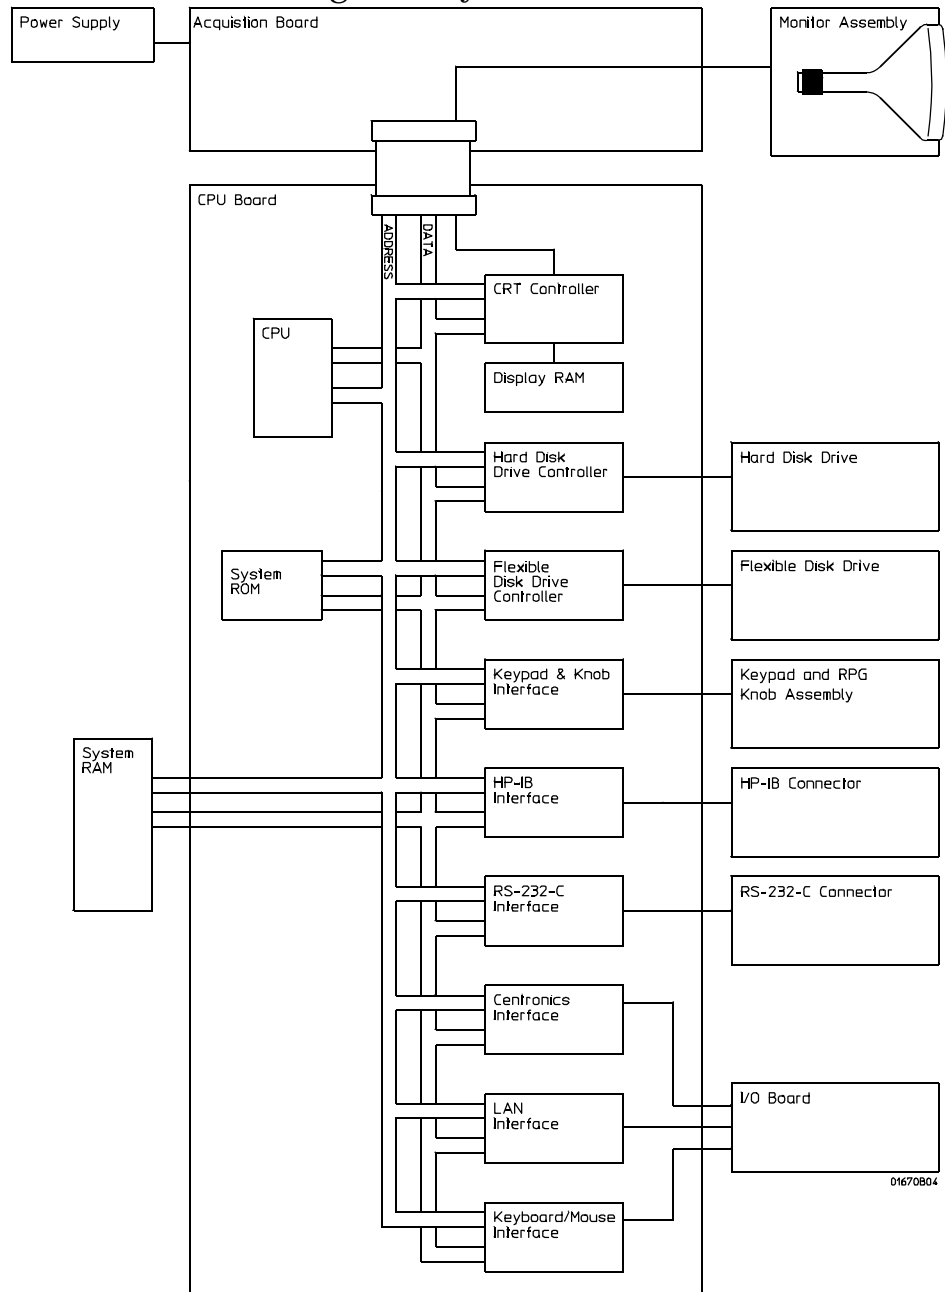 Power Supply
Acquistion Board
Monitor Assembly
CPU Board
ADDRESS
DATA
CRT Controller
CPU
Display RAM
Hard Disk
Drive Controller
Hard Disk Drive
System
ROM
Flexible
Disk Drive
Controller
Flexible Disk Drive
Keypad & Knob
Interface
Keypad and RPG
Knob Assembly
System
RAM
HP-IB
Interface
HP-IB Connector
RS-232-C
Interface
RS-232-C Connector
Centronics
Interface
LAN
Interface
I/O Board
01670B04
Keyboard/Mouse
Interface